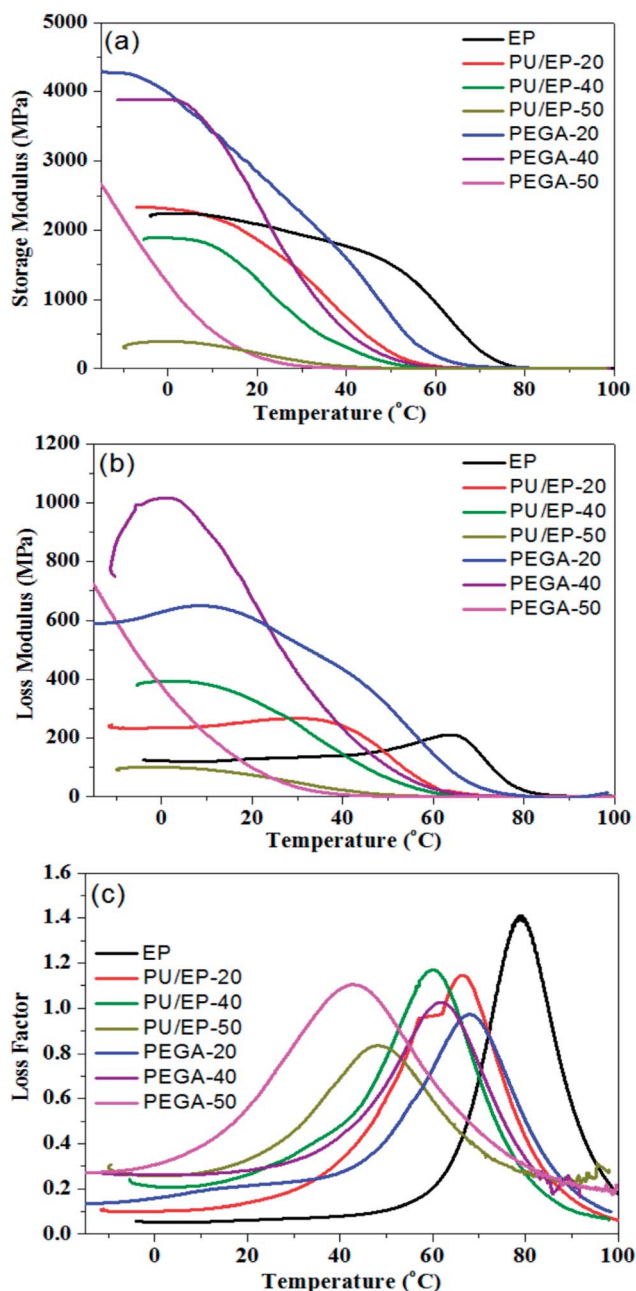 (a)
5000
4000
3000
2000
1000
0
Storage Modulus (MPa)
EP
PU/EP-20
PU/EP-40
PU/EP-50
PEGA-20
PEGA-40
PEGA-50
0 20 40 60 80 100
Temperature (°C)
(b)
1200
1000
800
600
400
200
0
Loss Modulus (MPa)
EP
PU/EP-20
PU/EP-40
PU/EP-50
PEGA-20
PEGA-40
PEGA-50
0 20 40 60 80 100
Temperature (°C)
(c)
1.6
1.4
1.2
1.0
0.8
0.6
0.4
0.2
0.0
Loss Factor
EP
PU/EP-20
PU/EP-40
PU/EP-50
PEGA-20
PEGA-40
PEGA-50
0 20 40 60 80 100
Temperature (°C)